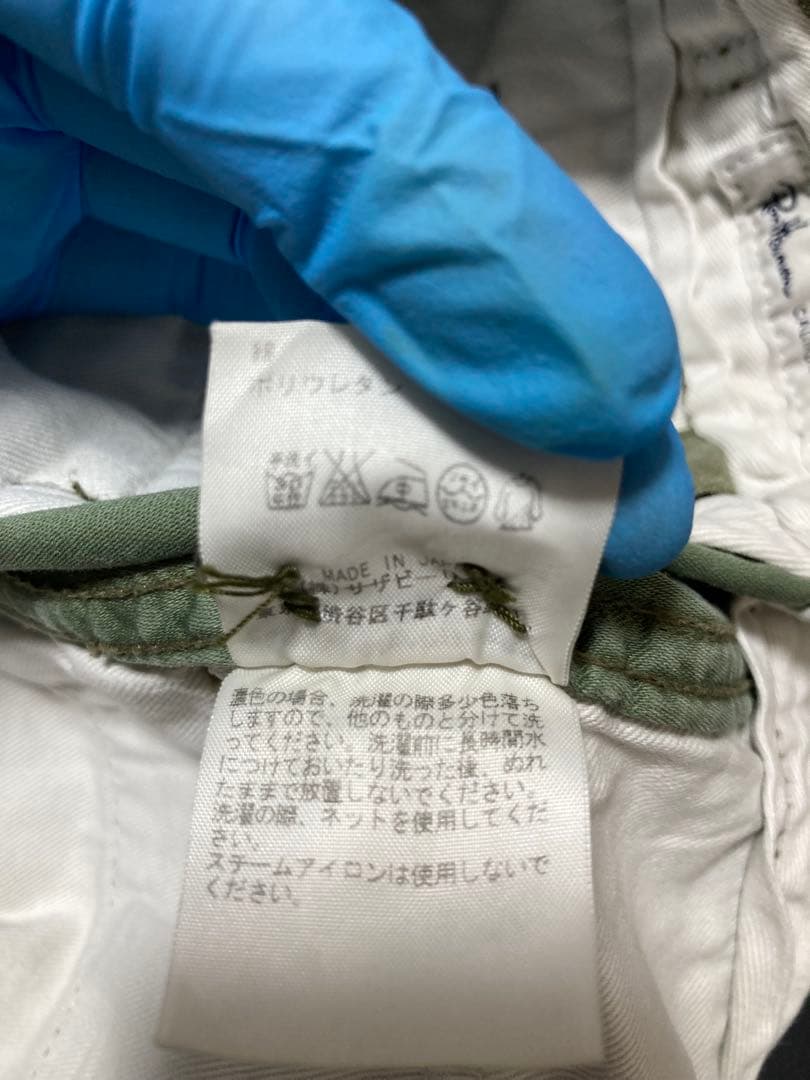 綿
ポリウレタン
手洗イ
MADE IN JAPAN
(株)サザビー
渋谷区千駄ヶ谷
濃色の場合、洗濯の際多少色落ち
しますので、他のものと分けて洗
ってください。洗濯前に長時間水
につけておいたり洗った後、ぬれ
たままで放置しないでください。
洗濯の際、ネットを使用してくだ
さい。
スチームアイロンは使用しないで
ください。